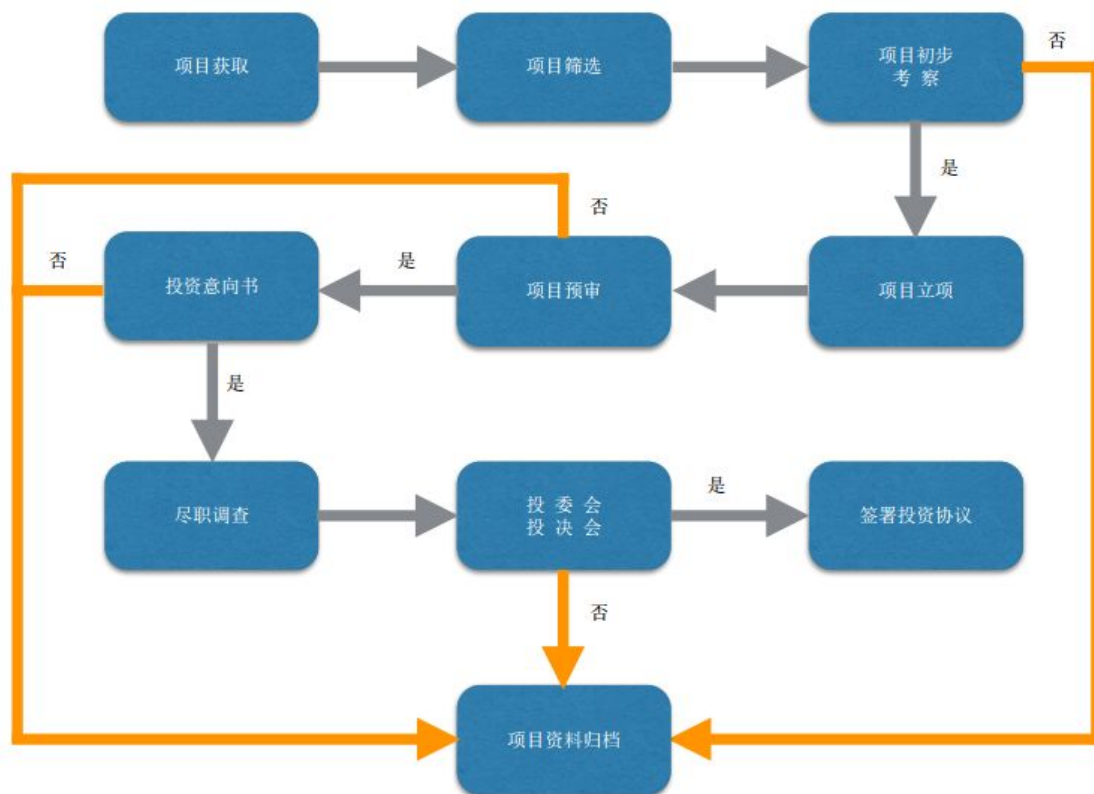 项目获取
项目筛选
项目初步
考 察
否
是
否
否
投资意向书
是
项目预审
项目立项
是
尽职调查
投 委 会
投 决 会
是
签署投资协议
否
项目资料归档